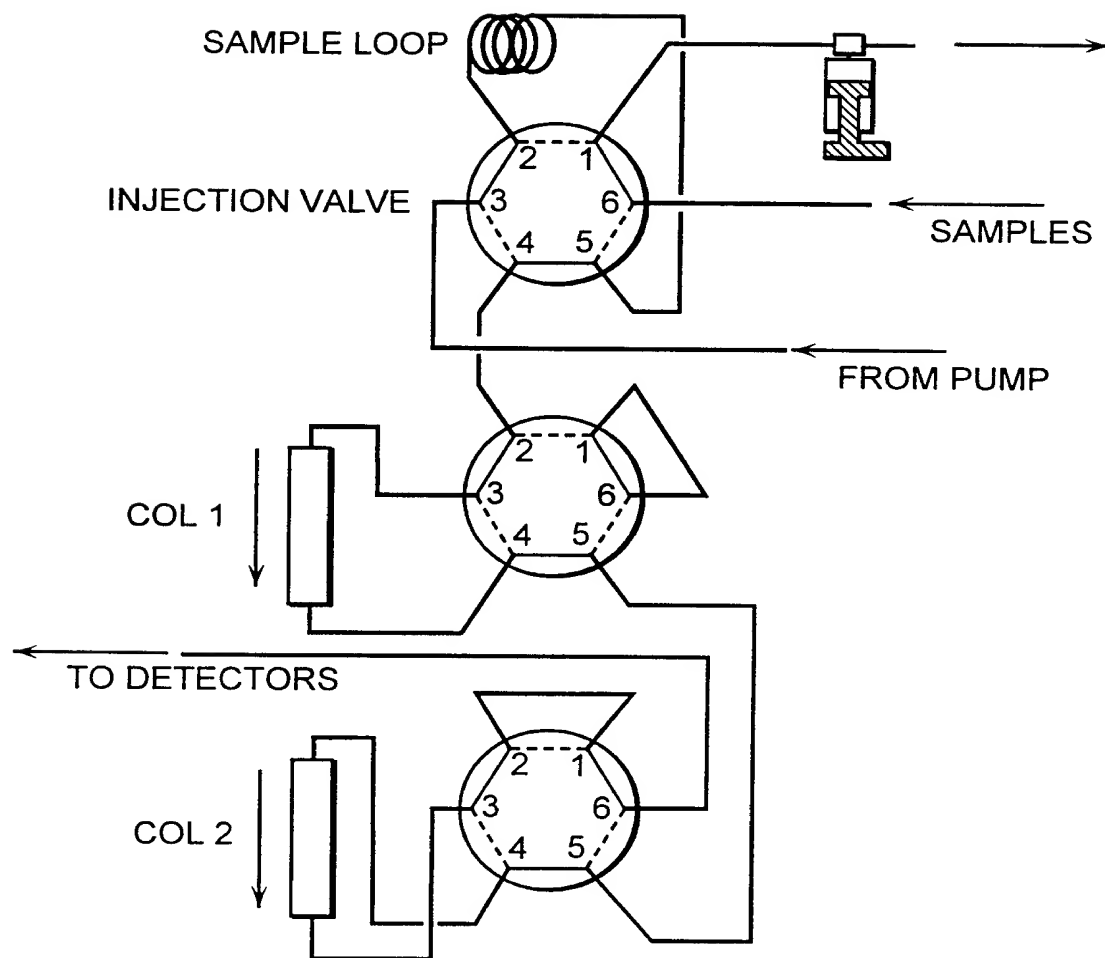 SAMPLE LOOP
2 1
INJECTION VALVE
3 6
4 5
SAMPLES
FROM PUMP
2 1
3 6
COL 1
4 5
TO DETECTORS
2 1
3 6
COL 2
4 5